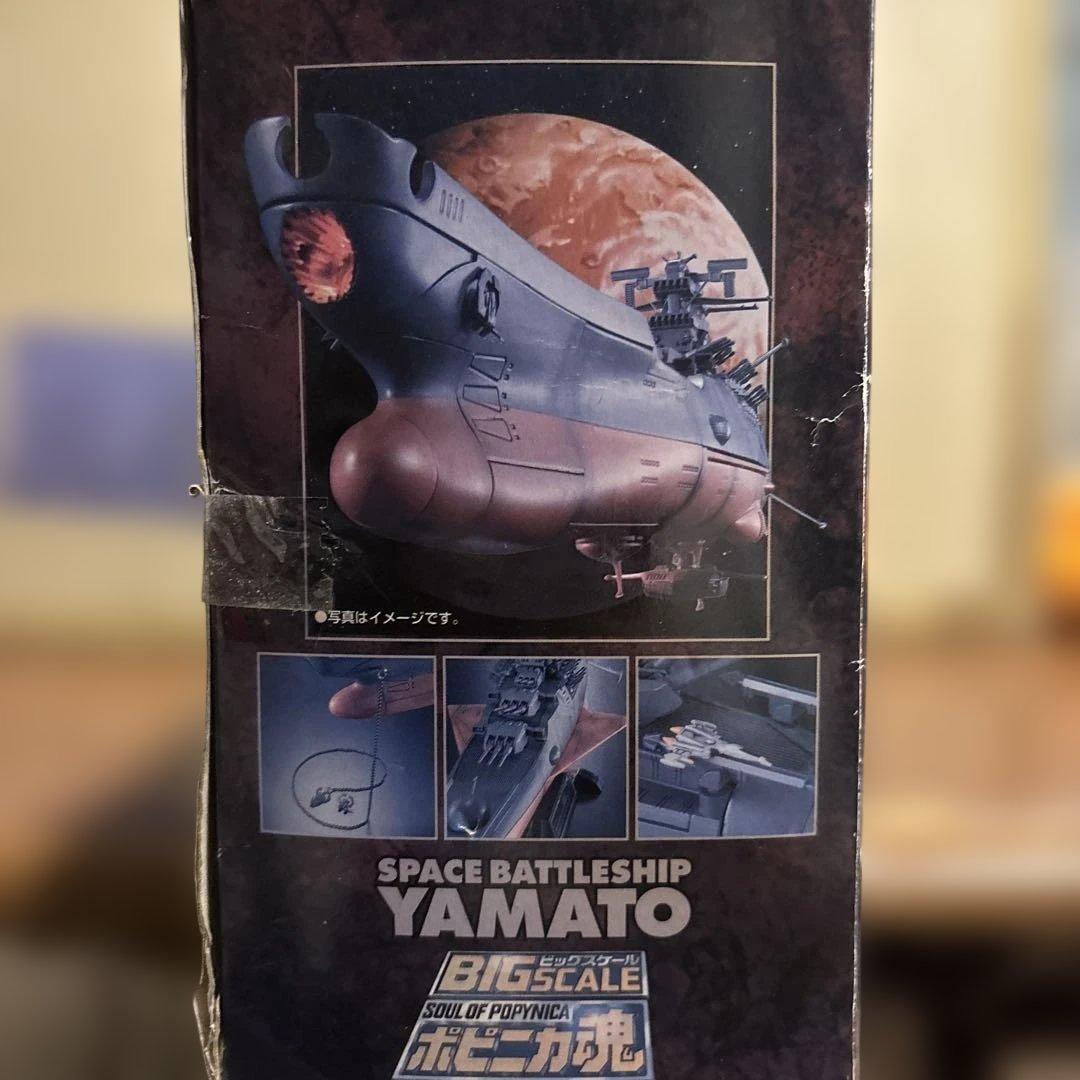 ●写真はイメージです。
SPACE BATTLESHIP
YAMATO
BIG ビッグスケール
SCALE
SOUL OF POPYNICA
ポピニカ魂